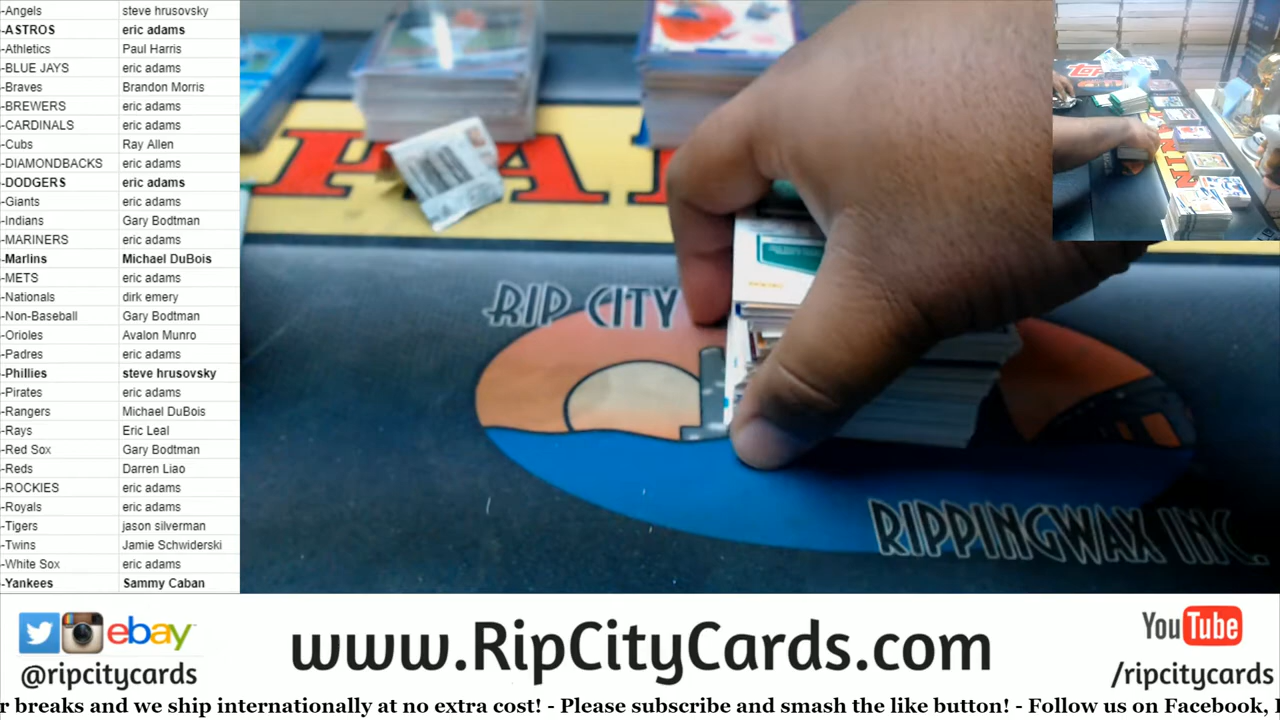 -Angels steve hrusovsky
-ASTROS eric adams
-Athletics Paul Harris
-BLUE JAYS eric adams
-Braves Brandon Morris
-BREWERS eric adams
-CARDINALS eric adams
-Cubs Ray Allen
-DIAMONDBACKS eric adams
-DODGERS eric adams
-Giants eric adams
-Indians Gary Bodtman
-MARINERS eric adams
-Marlins Michael DuBois
-METS eric adams
-Nationals dirk emery
-Non-Baseball Gary Bodtman
-Orioles Avalon Munro
-Padres eric adams
-Phillies steve hrusovsky
-Pirates eric adams
-Rangers Michael DuBois
-Rays Eric Leal
-Red Sox Gary Bodtman
-Reds Darren Liao
-ROCKIES eric adams
-Royals eric adams
-Tigers jason silverman
-Twins Jamie Schwiderski
-White Sox eric adams
-Yankees Sammy Caban
RIP CITY
RIPPINGWAX INC.
ebay
@ripcitycards
www.RipCityCards.com
YouTube
/ripcitycards
r breaks and we ship internationally at no extra cost! - Please subscribe and smash the like button! - Follow us on Facebook,